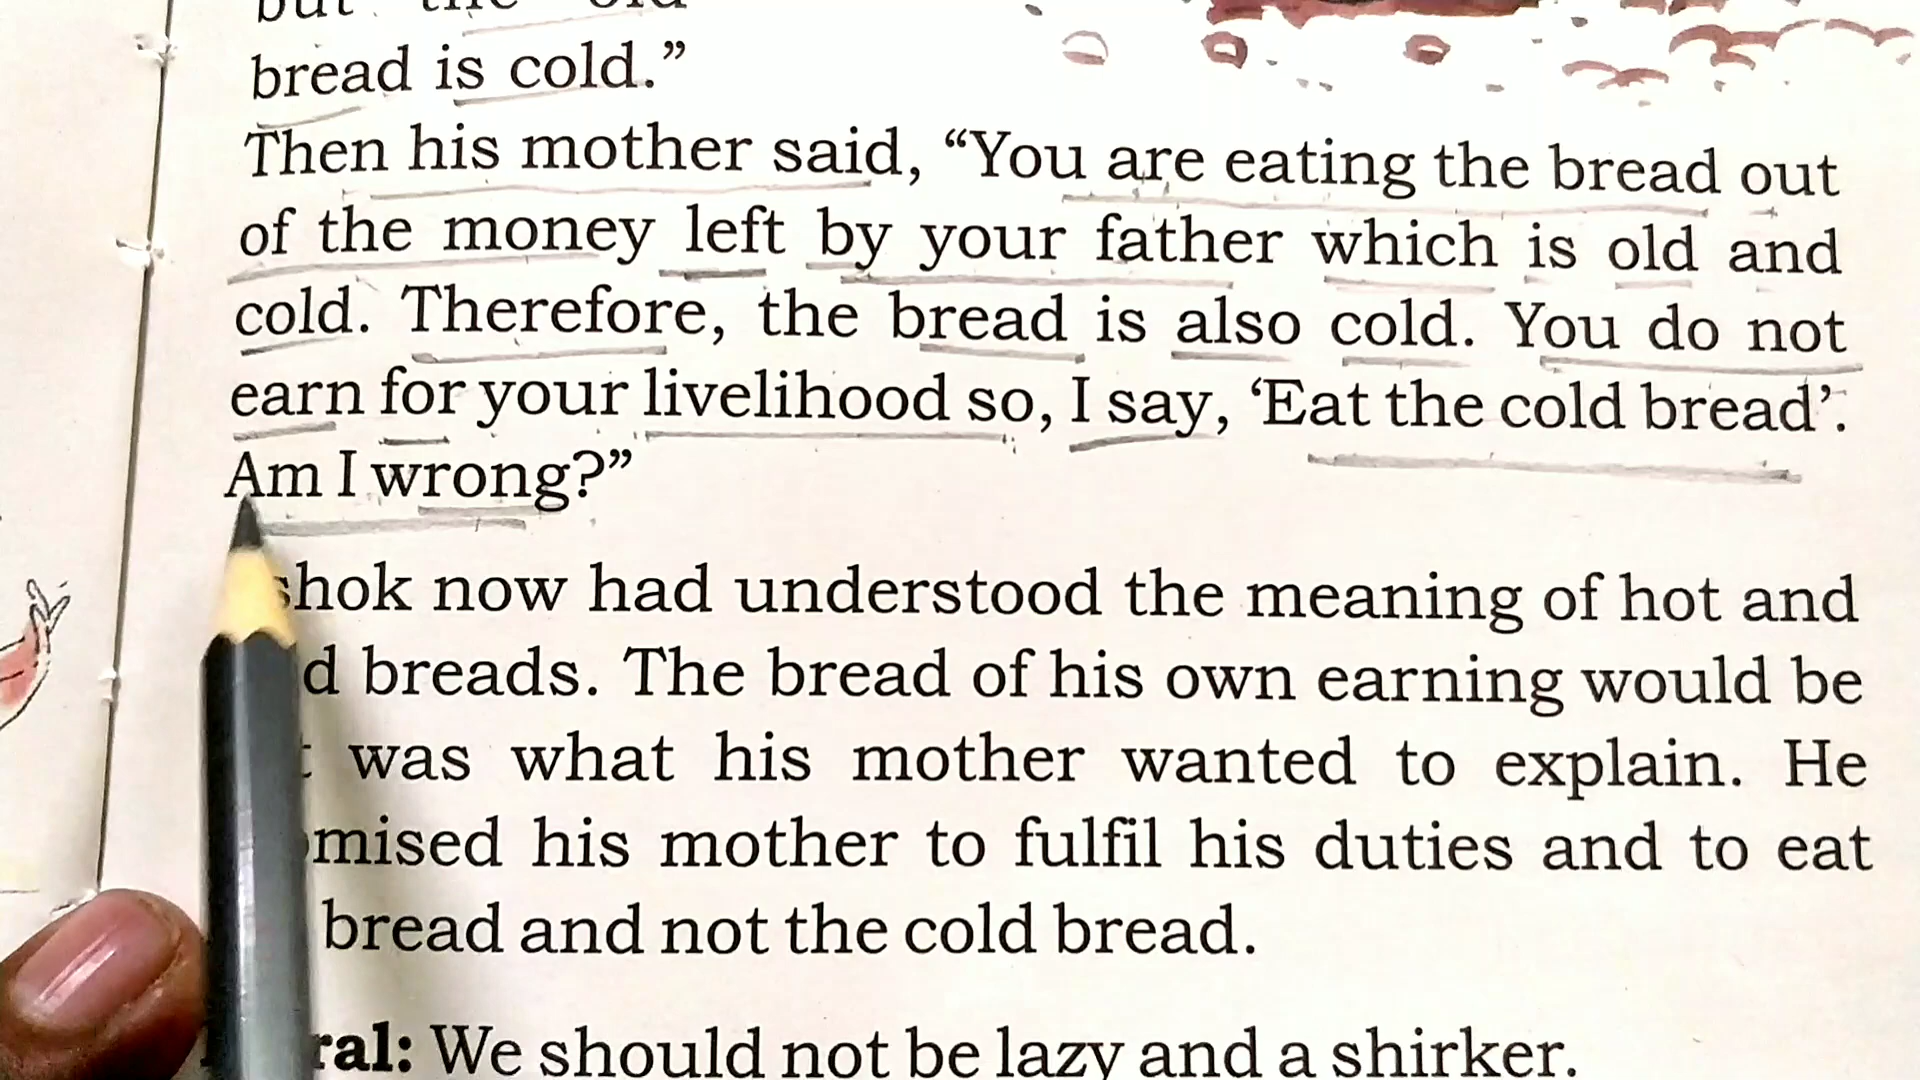 but the old
bread is cold.”
Then his mother said, “You are eating the bread out
of the money left by your father which is old and
cold. Therefore, the bread is also cold. You do not
earn for your livelihood so, I say, ‘Eat the cold bread’.
Am I wrong?”
shok now had understood the meaning of hot and
d breads. The bread of his own earning would be
was what his mother wanted to explain. He
mised his mother to fulfil his duties and to eat
bread and not the cold bread.
ral: We should not be lazy and a shirker.